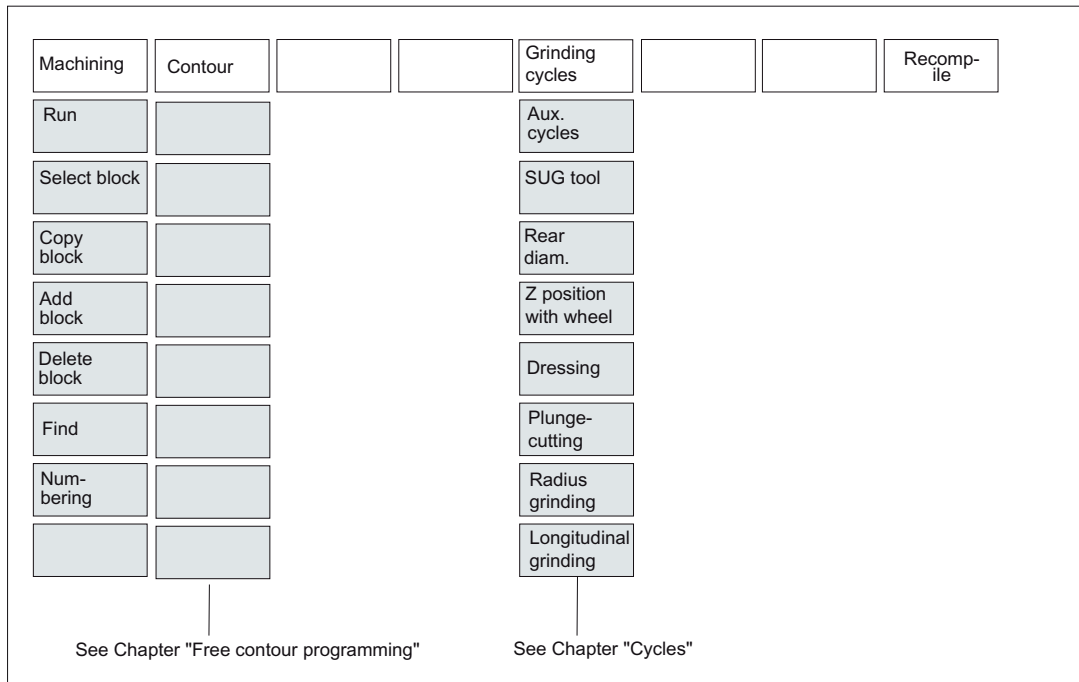 Machining
Contour
Grinding
cycles
Recomp-
ile
Run
Select block
Copy
block
Add
block
Delete
block
Find
Num-
bering
Aux.
cycles
SUG tool
Rear
diam.
Z position
with wheel
Dressing
Plunge-
cutting
Radius
grinding
Longitudinal
grinding
See Chapter "Free contour programming"
See Chapter "Cycles"